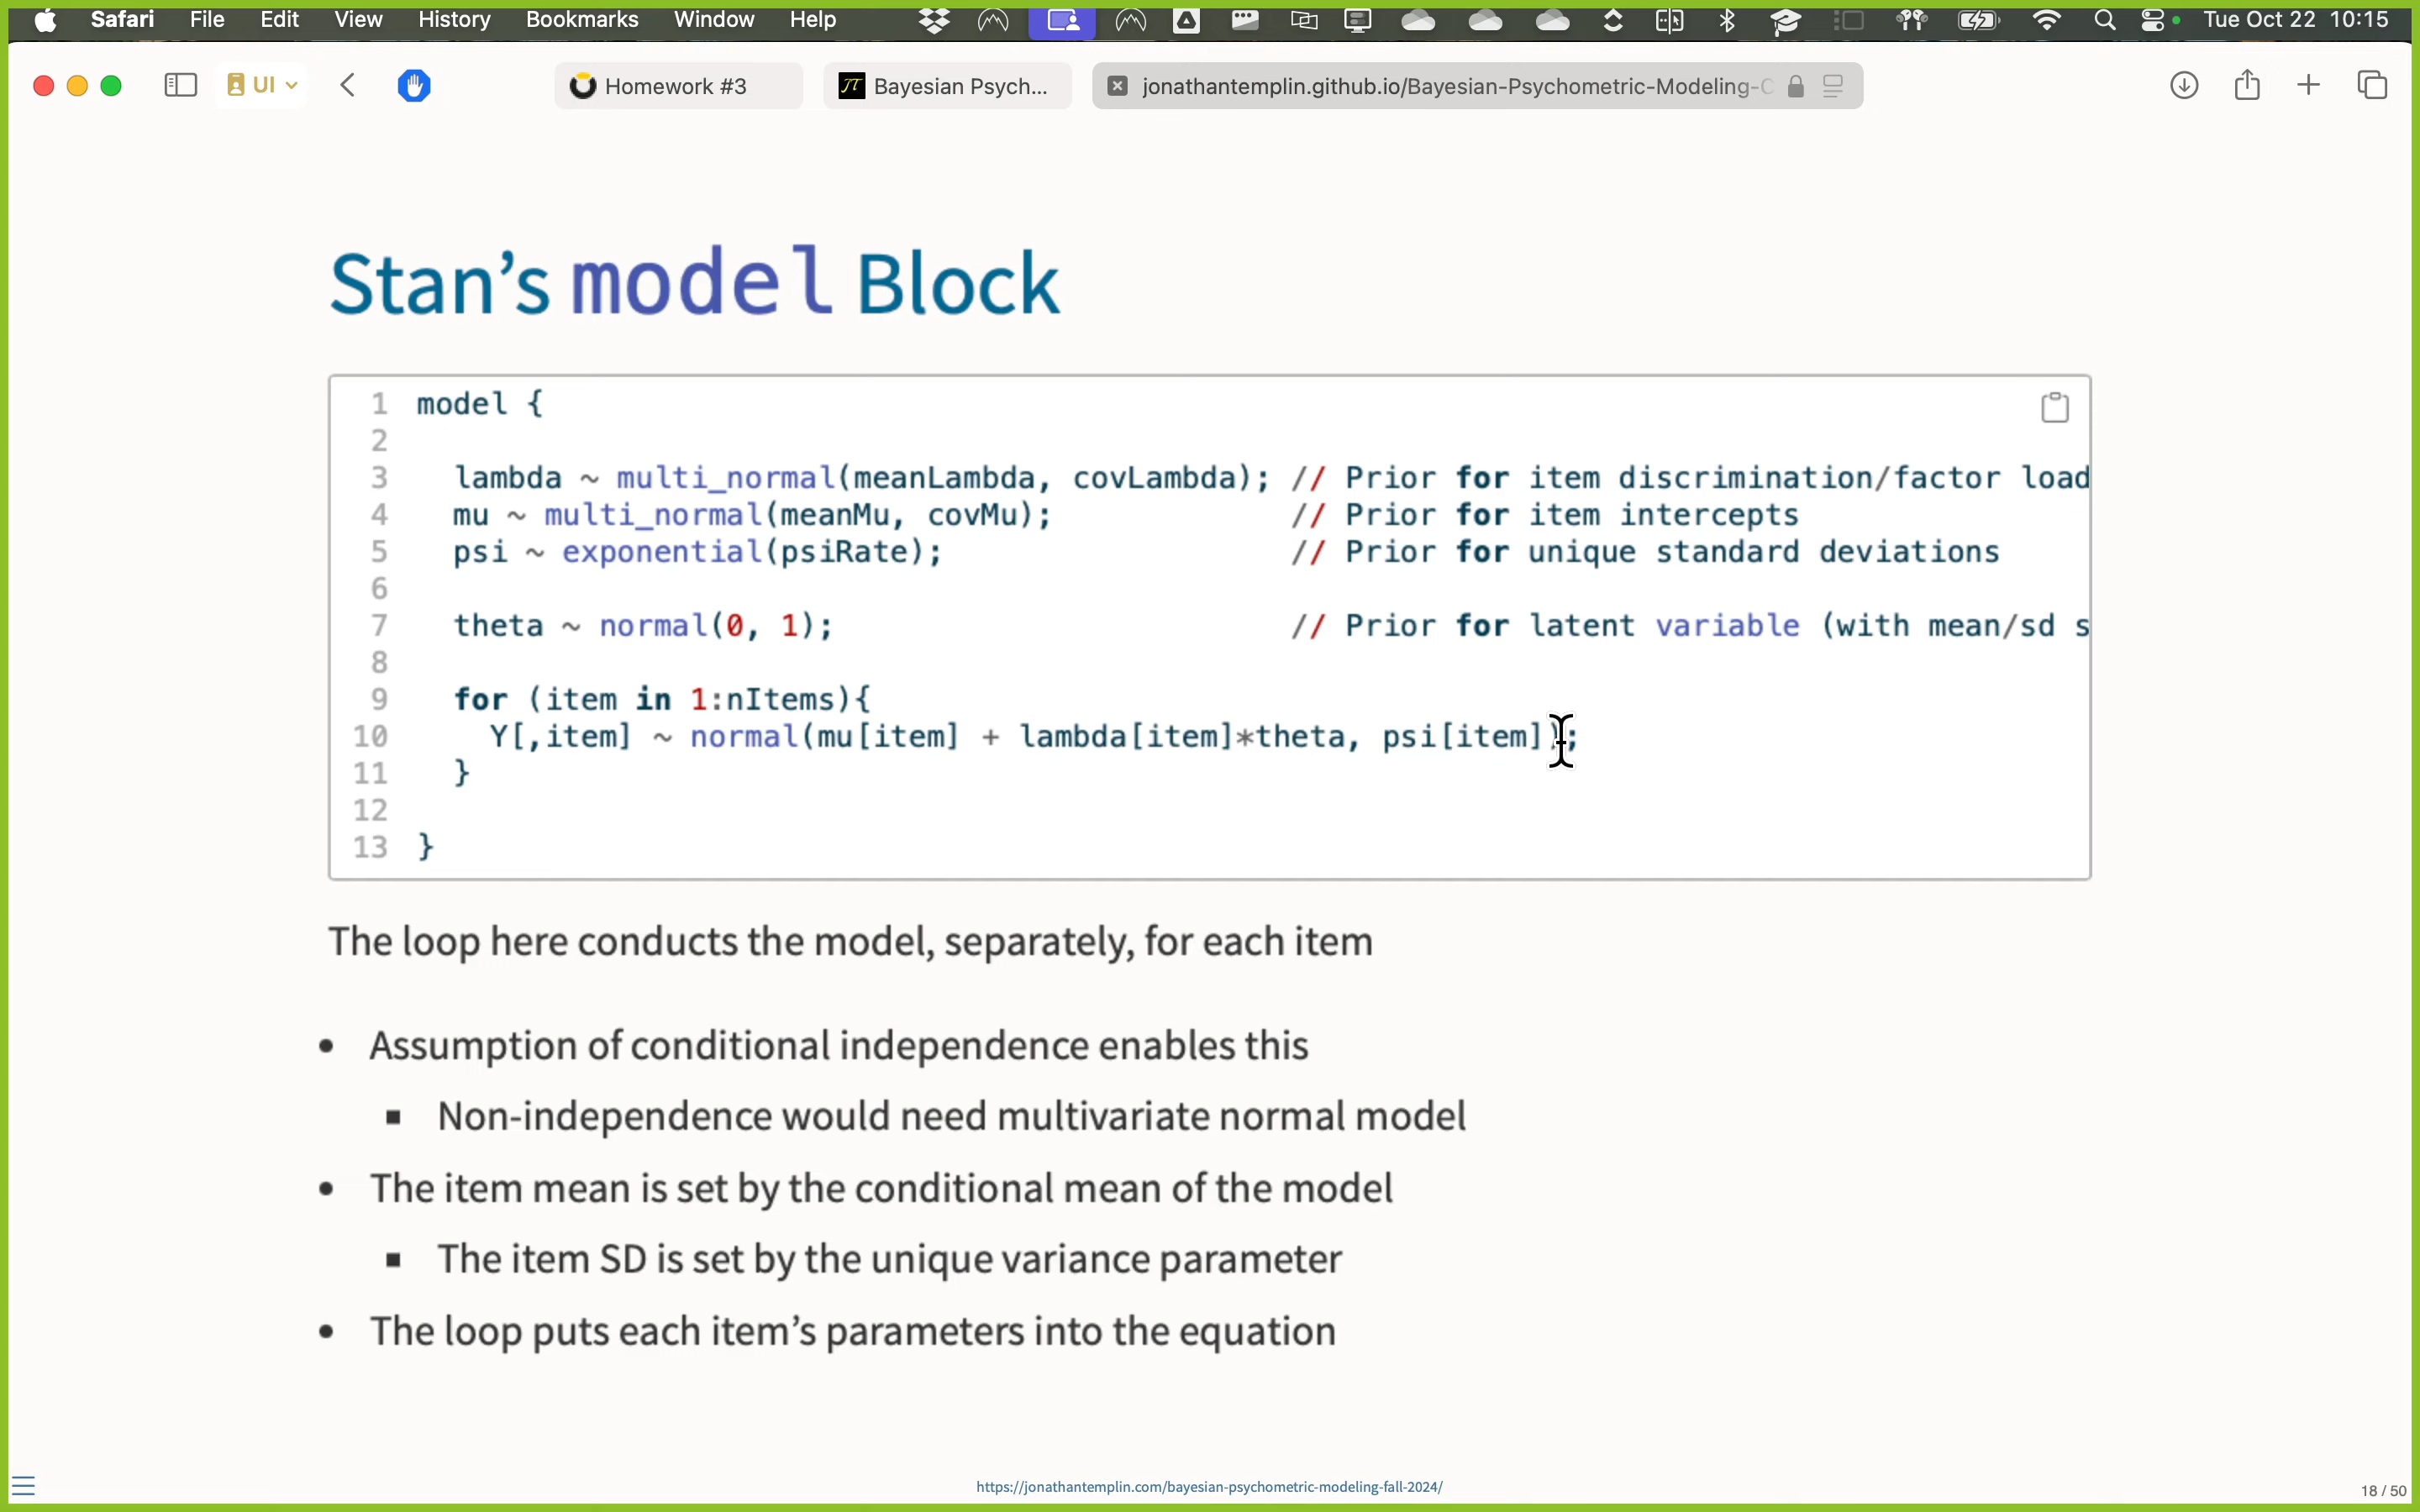 Safari File Edit View History Bookmarks Window Help Tue Oct 22 10:15
UI Homework #3 Bayesian Psych... jonathantemplin.github.io/Bayesian-Psychometric-Modeling-C
Stan’s model Block
1 model {
2
3 lambda ~ multi_normal(meanLambda, covLambda); // Prior for item discrimination/factor load
4 mu ~ multi_normal(meanMu, covMu); // Prior for item intercepts
5 psi ~ exponential(psiRate); // Prior for unique standard deviations
6
7 theta ~ normal(0, 1); // Prior for latent variable (with mean/sd s
8
9 for (item in 1:nItems){
10 Y[,item] ~ normal(mu[item] + lambda[item]*theta, psi[item]);
11 }
12
13 }
The loop here conducts the model, separately, for each item
• Assumption of conditional independence enables this
▪ Non-independence would need multivariate normal model
• The item mean is set by the conditional mean of the model
▪ The item SD is set by the unique variance parameter
• The loop puts each item’s parameters into the equation
https://jonathantemplin.com/bayesian-psychometric-modeling-fall-2024/
18 / 50